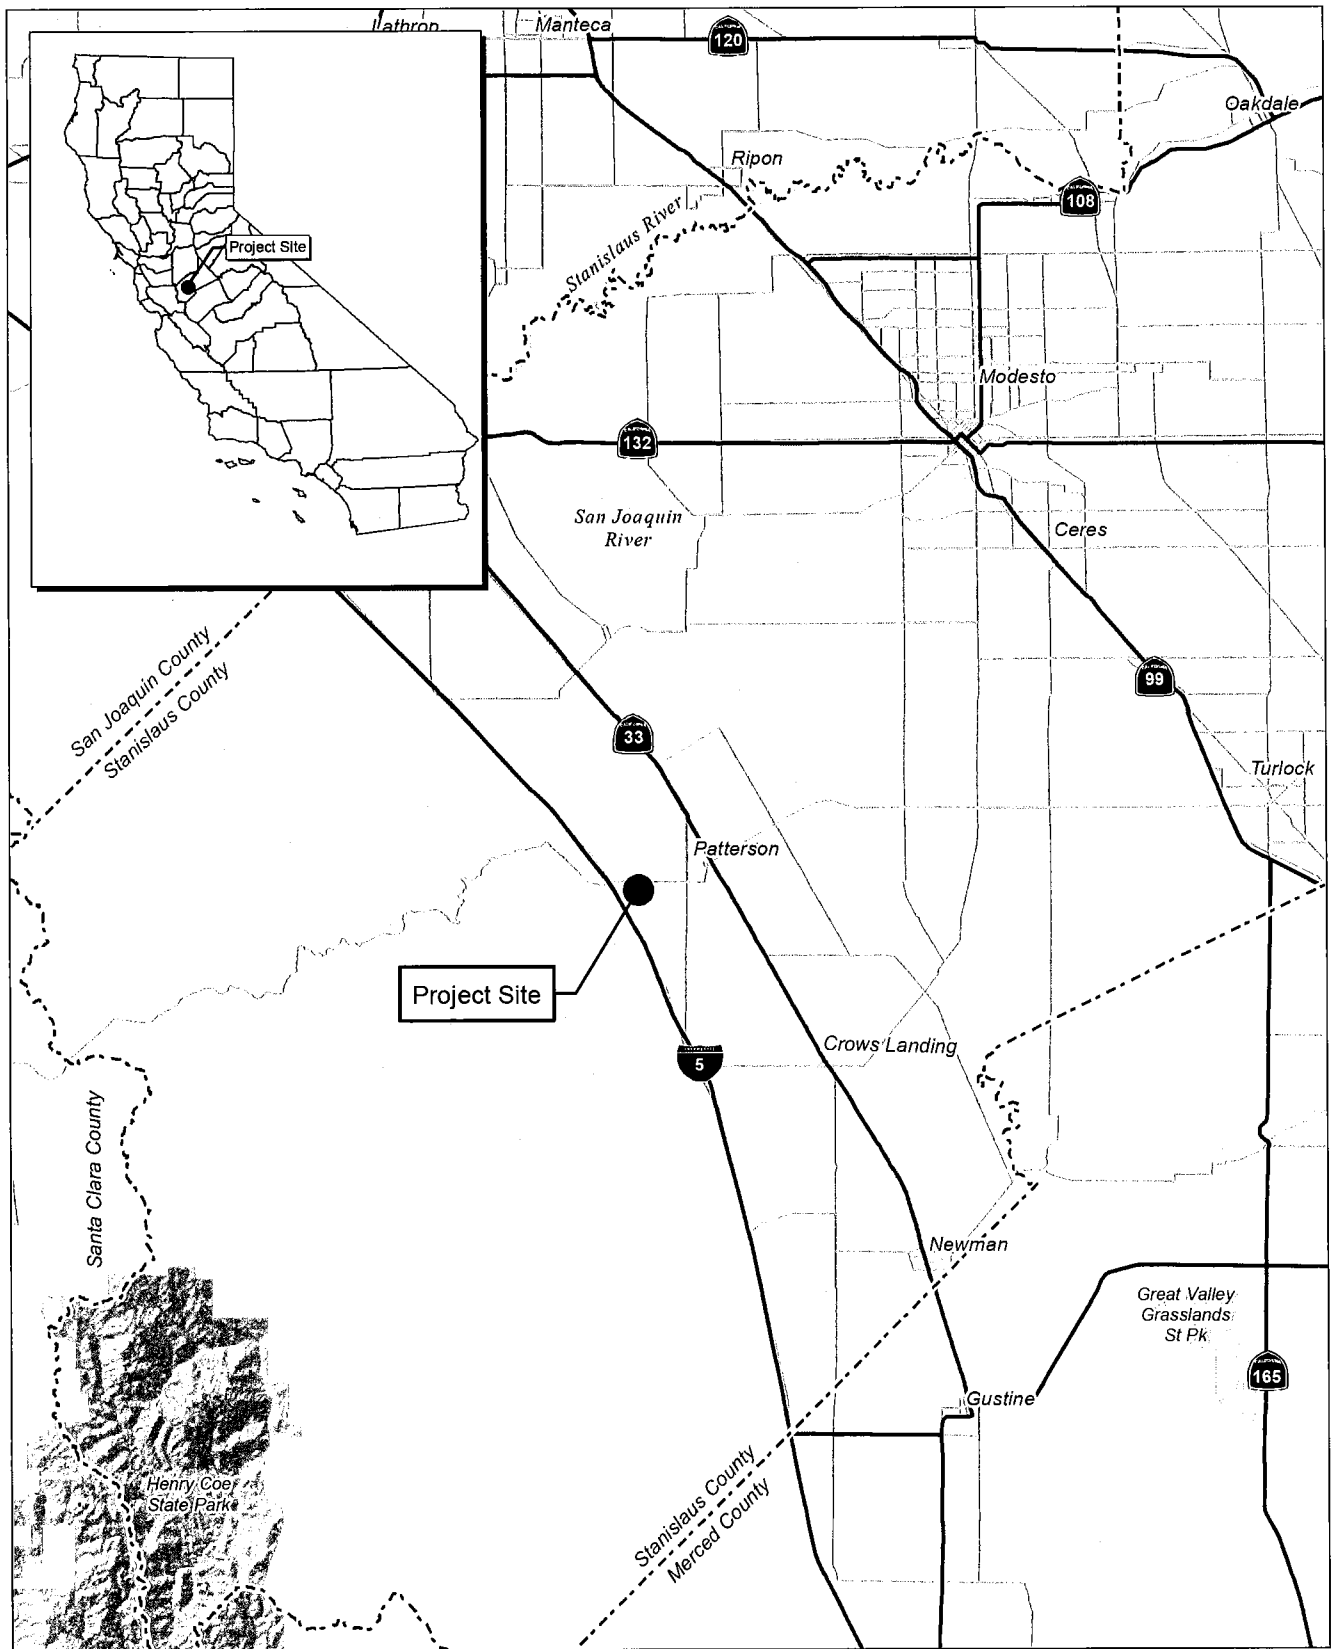 Lathrop
Manteca
120
Oakdale
Ripon
108
Stanislaus River
Project Site
Modesto
132
San Joaquin
River
Ceres
San Joaquin County
Stanislaus County
99
33
Turlock
Patterson
Project Site
Crows Landing
5
Santa Clara County
Newman
Great Valley
Grasslands
St Pk
165
Gustine
Henry Coe
State Park
Stanislaus County
Merced County